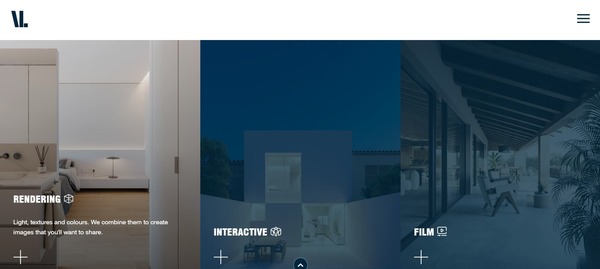 VL
RENDERING
Light, textures and colours. We combine them to create
images that you'll want to share.
INTERACTIVE
FILM